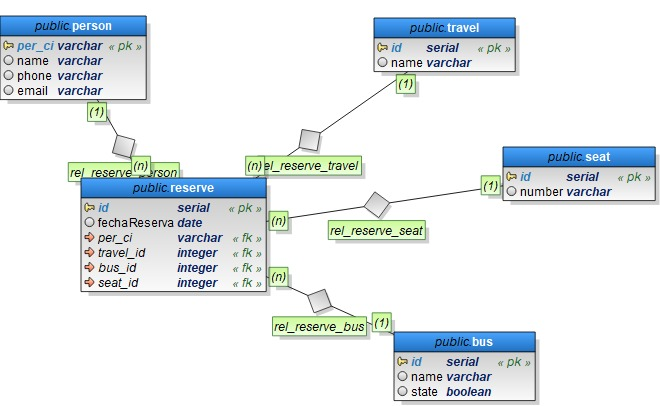 public.person
per_ci varchar « pk »
name varchar
phone varchar
email varchar
(1)
public.travel
id serial « pk »
name varchar
(1)
(n)
rel_reserve_person
(n)
el_reserve_travel
public.seat
id serial « pk »
number varchar
(1)
public.reserve
id serial « pk »
fechaReserva date
per_ci varchar « fk »
travel_id integer « fk »
bus_id integer « fk »
seat_id integer « fk »
(n)
rel_reserve_seat
(n)
rel_reserve_bus
(1)
public.bus
id serial « pk »
name varchar
state boolean